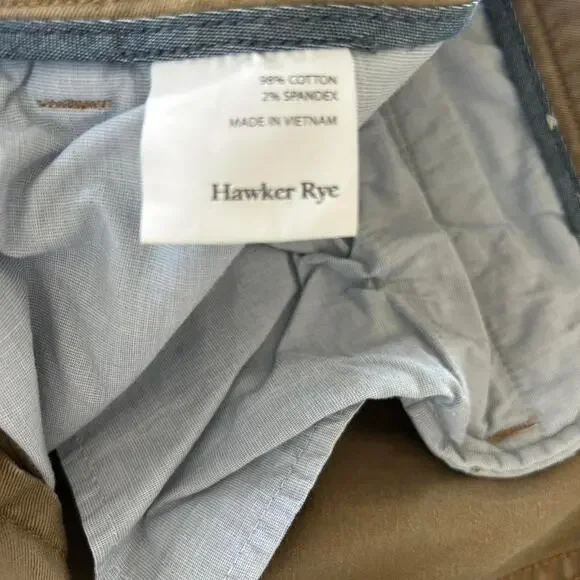 98% COTTON
2% SPANDEX
MADE IN VIETNAM
Hawker Rye